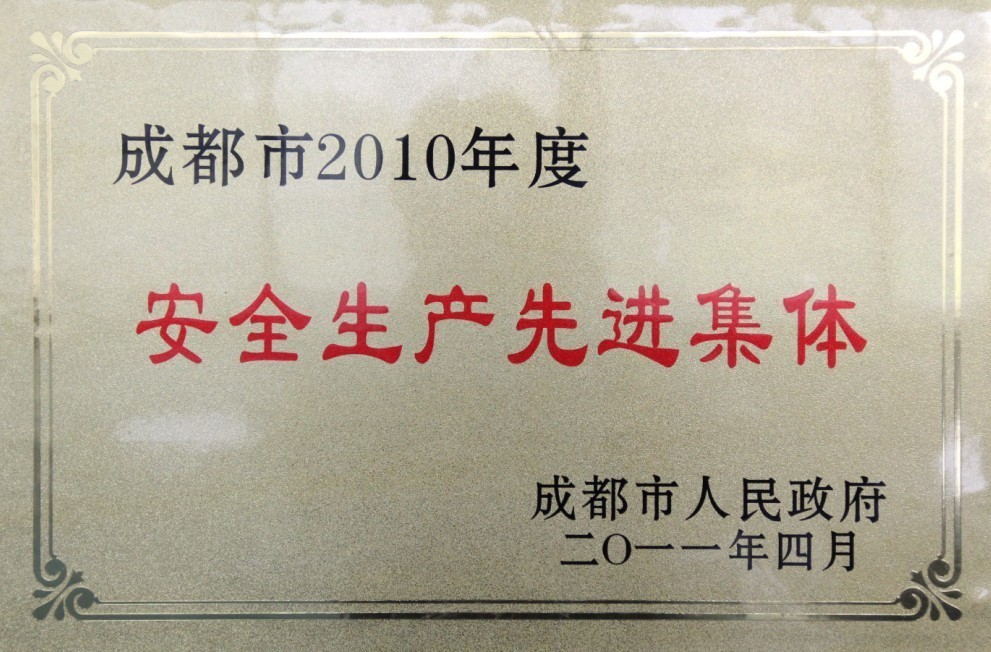 成都市2010年度
安全生产先进集体
成都市人民政府
二〇一一年四月